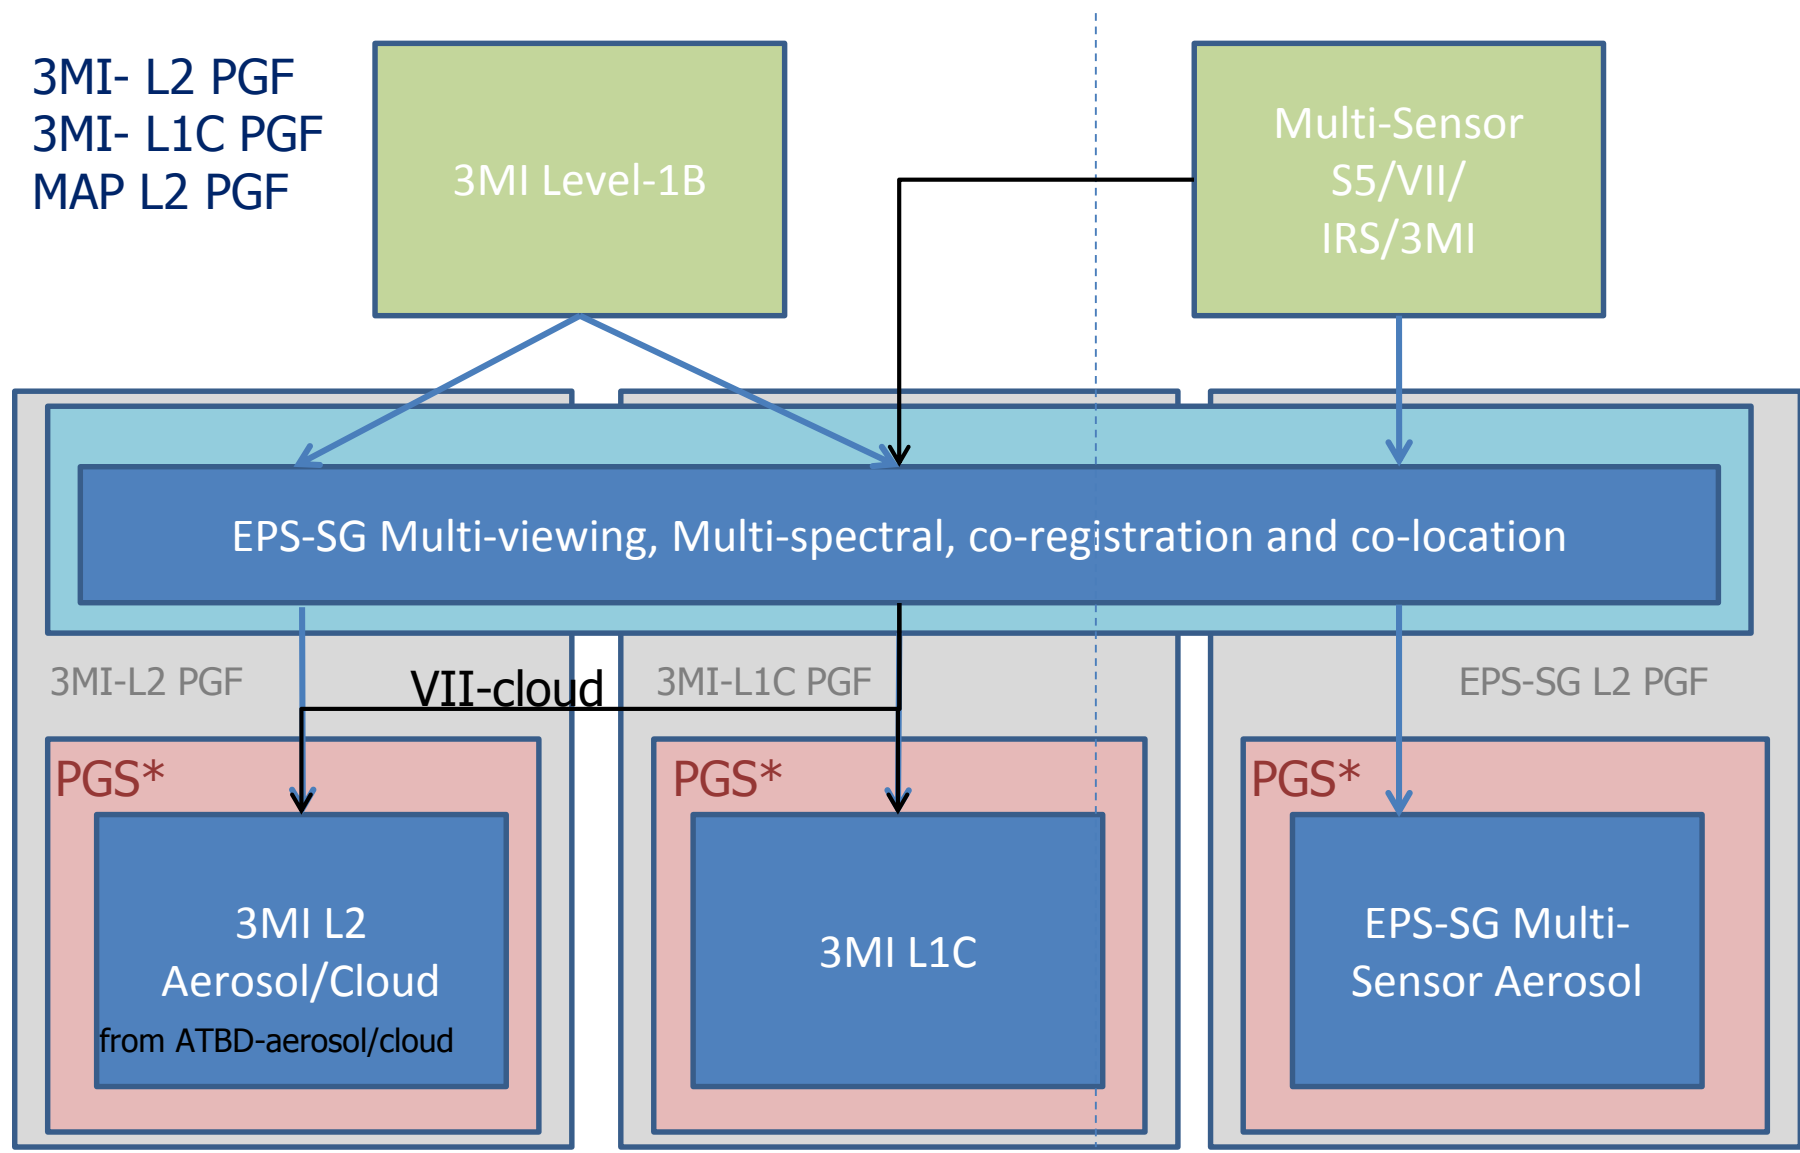 3MI- L2 PGF
3MI- L1C PGF
MAP L2 PGF
3MI Level-1B
Multi-Sensor
S5/VII/
IRS/3MI
EPS-SG Multi-viewing, Multi-spectral, co-registration and co-location
3MI-L2 PGF
VII-cloud
3MI-L1C PGF
EPS-SG L2 PGF
PGS*
PGS*
PGS*
3MI L2
Aerosol/Cloud
from ATBD-aerosol/cloud
3MI L1C
EPS-SG Multi-
Sensor Aerosol